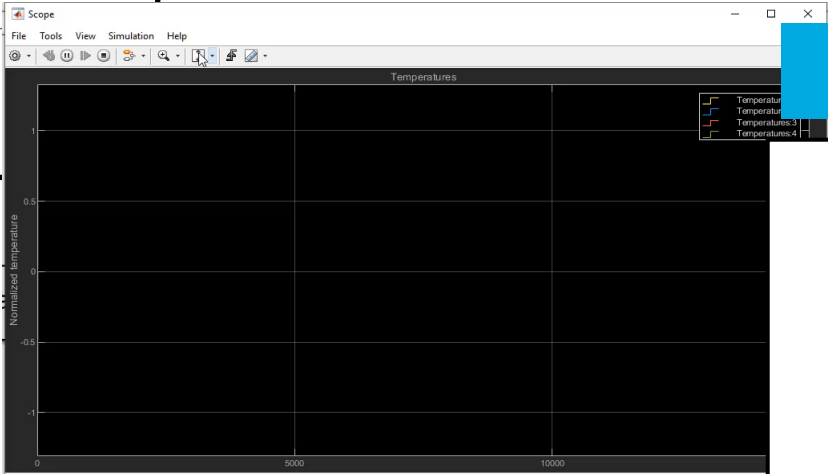 Scope
File Tools View Simulation Help
Temperatures
Temperatures:3
Temperatures:4
Normalized temperature
1
0.5
0
-0.5
-1
0 5000 10000